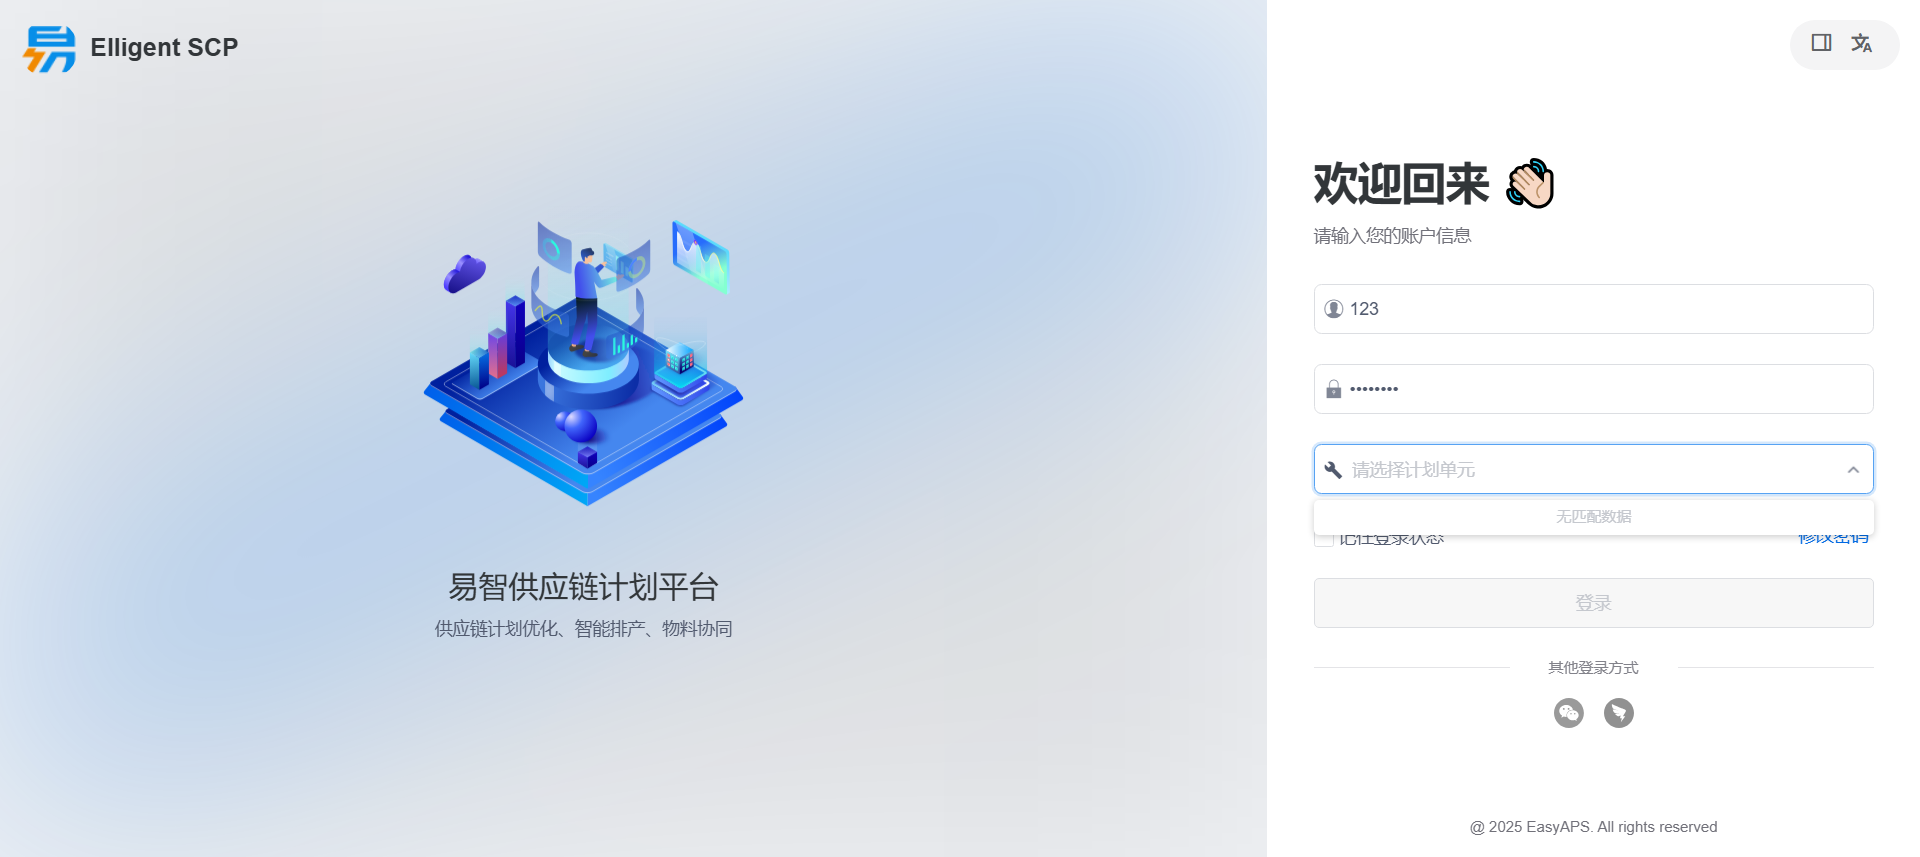 Elligent SCP
易智供应链计划平台
供应链计划优化、智能排产、物料协同
欢迎回来
请输入您的账户信息
123
••••••••
请选择计划单元
无匹配数据
记住登录状态
修改密码
登录
其他登录方式
@ 2025 EasyAPS. All rights reserved